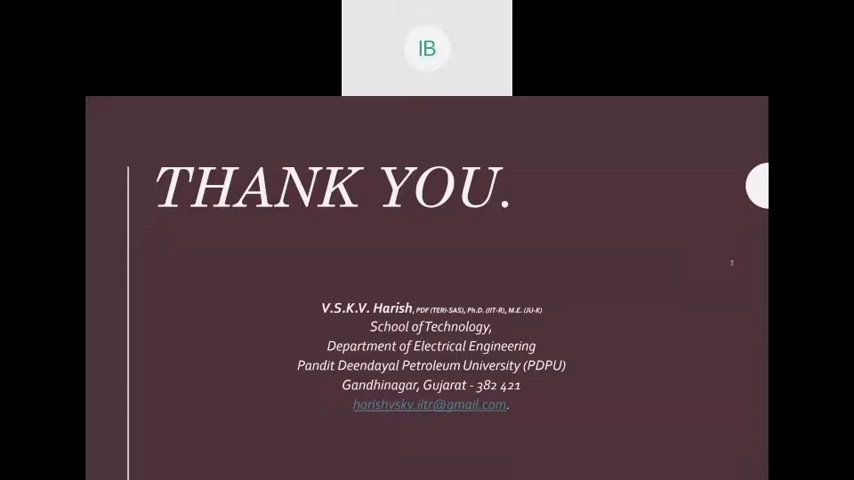 IB
THANK YOU.
V.S.K.V. Harish, PDF (TERI-SAS), Ph.D. (IIT-R), M.E. (JU-K)
School of Technology,
Department of Electrical Engineering
Pandit Deendayal Petroleum University (PDPU)
Gandhinagar, Gujarat - 382 421
harishvskv.iitr@gmail.com.